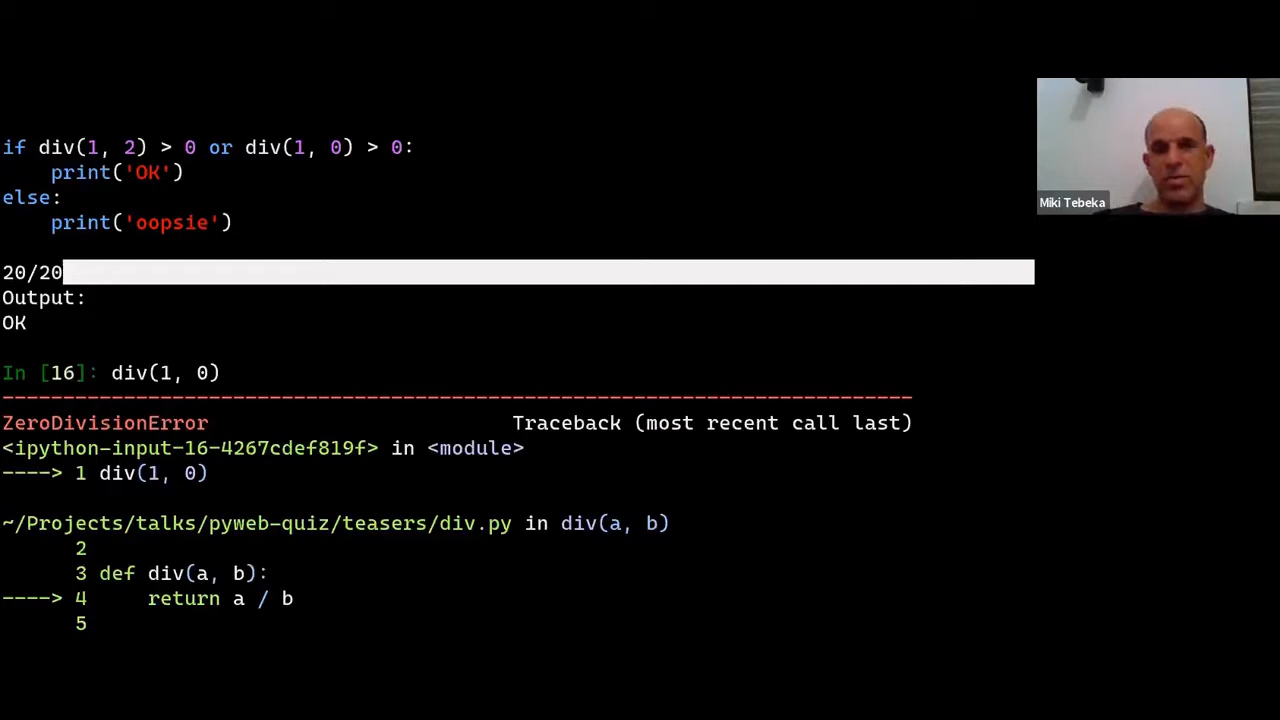 if div(1, 2) > 0 or div(1, 0) > 0:
    print('OK')
else:
    print('oopsie')
20/20
Output:
OK
In [16]: div(1, 0)
---------------------------------------------------------------------------
ZeroDivisionError                         Traceback (most recent call last)
<ipython-input-16-4267cdef819f> in <module>
----> 1 div(1, 0)
~/Projects/talks/pyweb-quiz/teasers/div.py in div(a, b)
      2
      3 def div(a, b):
----> 4     return a / b
      5
Miki Tebeka